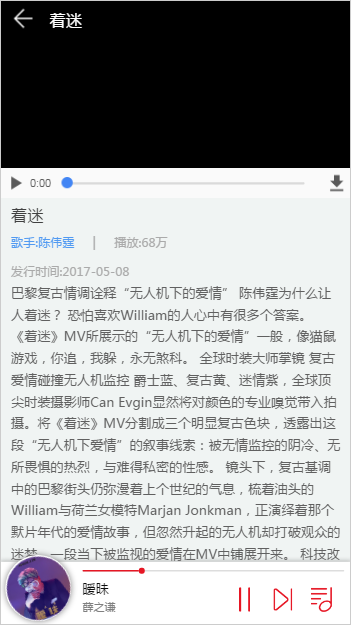 着迷
0:00
着迷
歌手:陈伟霆 | 播放:68万
发行时间:2017-05-08
巴黎复古情调诠释“无人机下的爱情” 陈伟霆为什么让
人着迷？ 恐怕喜欢William的人心中有很多个答案。
《着迷》MV所展示的“无人机下的爱情”一般，像猫鼠
游戏，你追，我躲，永无煞科。 全球时装大师掌镜 复古
爱情碰撞无人机监控 爵士蓝、复古黄、迷情紫，全球顶
尖时装摄影师Can Evgin显然将对颜色的专业嗅觉带入拍
摄。将《着迷》MV分割成三个明显复古色块，透露出这
段“无人机下爱情”的叙事线索：被无情监控的阴冷、无
所畏惧的热烈，与难得私密的性感。 镜头下，复古基调
中的巴黎街头仍弥漫着上个世纪的气息，梳着油头的
William与荷兰女模特Marjan Jonkman，正演绎着那个
默片年代的爱情故事，但忽然升起的无人机却打破观众的
迷梦，一段当下被监视的爱情在MV中铺展开来。 科技改
暧昧
薛之谦